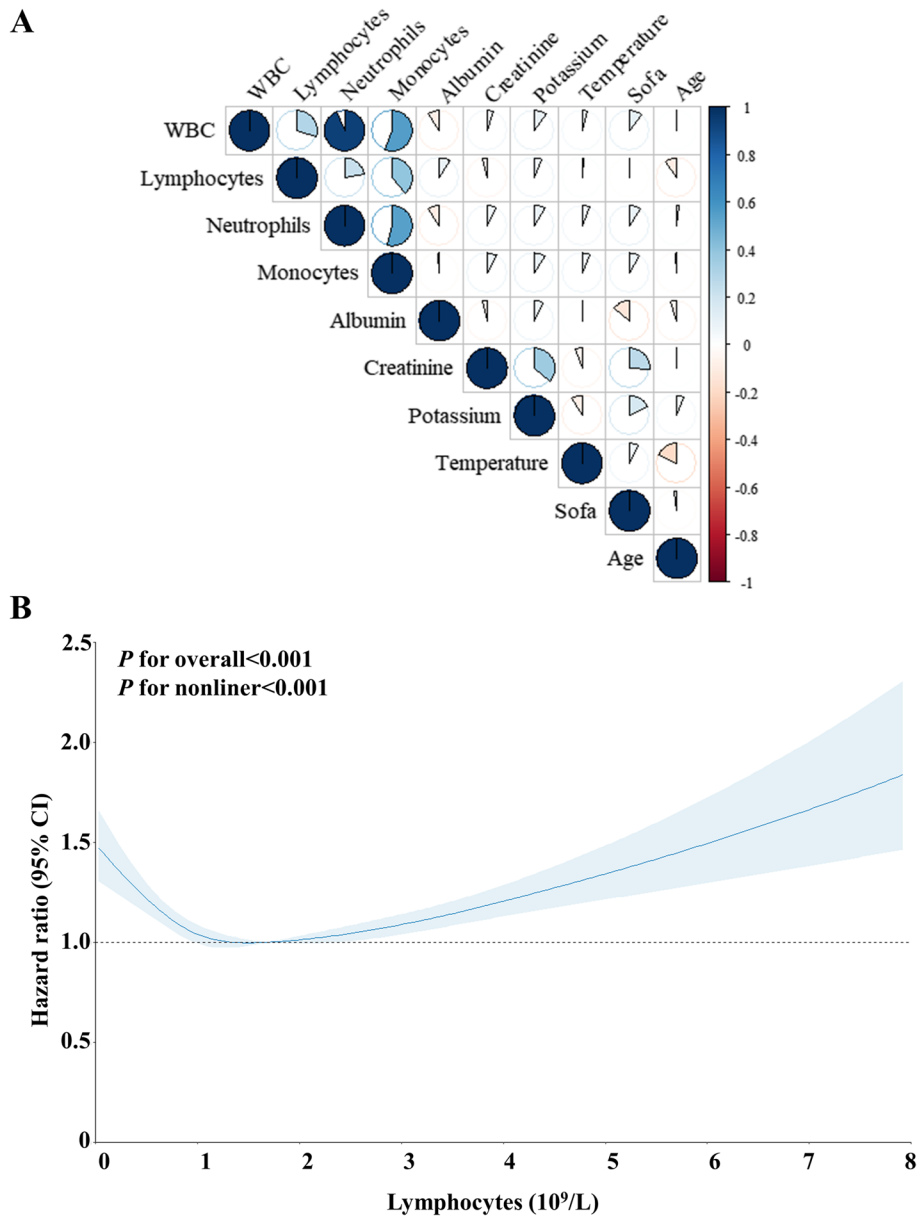 A
WBC
Lymphocytes
Neutrophils
Monocytes
Albumin
Creatinine
Potassium
Temperature
Sofa
Age
WBC
Lymphocytes
Neutrophils
Monocytes
Albumin
Creatinine
Potassium
Temperature
Sofa
Age
1
0.8
0.6
0.4
0.2
0
-0.2
-0.4
-0.6
-0.8
-1
B
P for overall<0.001
P for nonliner<0.001
Hazard ratio (95% CI)
2.5
2.0
1.5
1.0
0.5
0
0 1 2 3 4 5 6 7 8
Lymphocytes (10⁹/L)